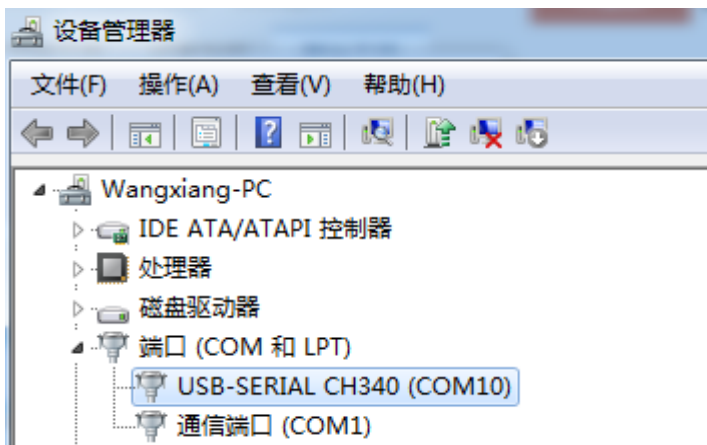 设备管理器
文件(F) 操作(A) 查看(V) 帮助(H)
Wangxiang-PC
IDE ATA/ATAPI 控制器
处理器
磁盘驱动器
端口 (COM 和 LPT)
USB-SERIAL CH340 (COM10)
通信端口 (COM1)